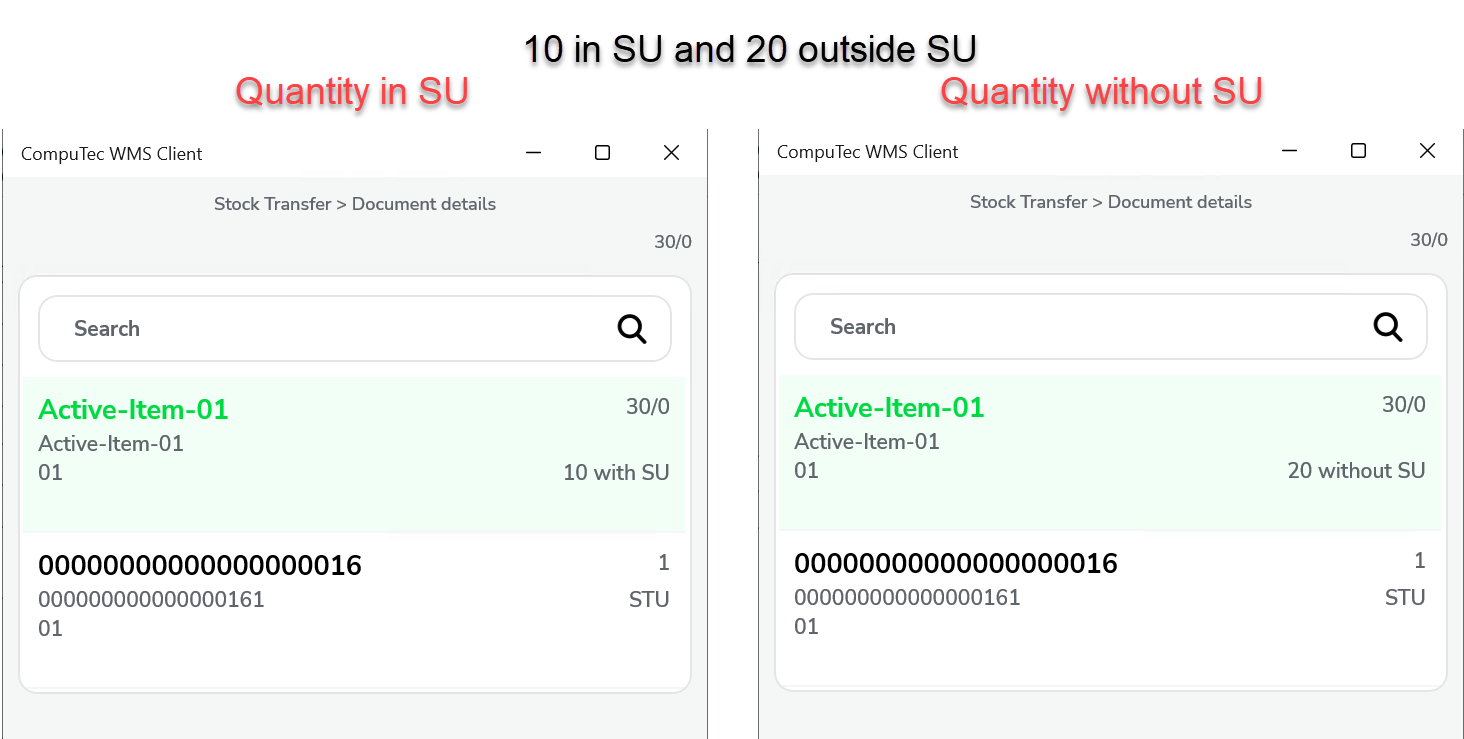 10 in SU and 20 outside SU
Quantity in SU
Quantity without SU
CompuTec WMS Client
Stock Transfer > Document details
30/0
Search
Active-Item-01
30/0
Active-Item-01
01
10 with SU
00000000000000000016
1
000000000000000161
STU
01
CompuTec WMS Client
Stock Transfer > Document details
30/0
Search
Active-Item-01
30/0
Active-Item-01
01
20 without SU
00000000000000000016
1
000000000000000161
STU
01